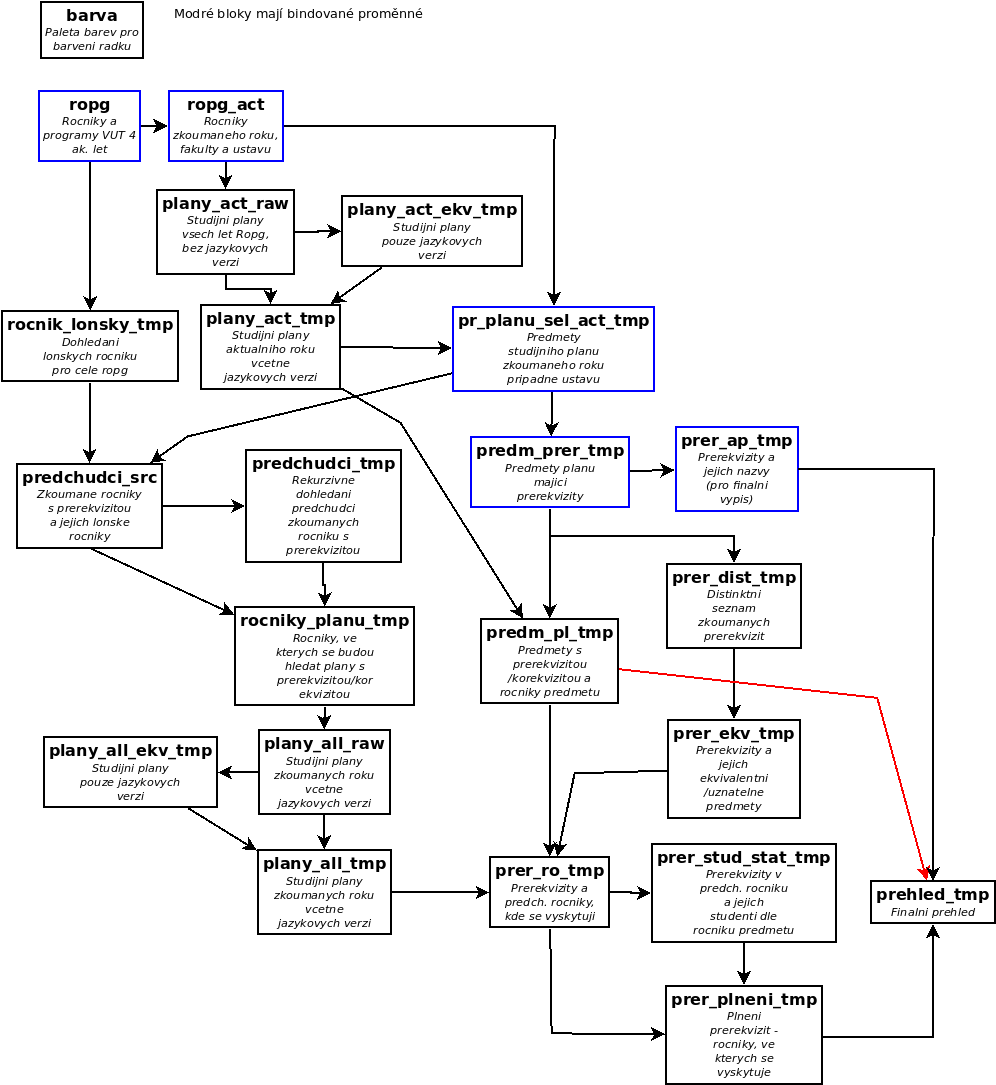 barva
Paleta barev pro
barveni radku
Modré bloky mají bindované proměnné
ropg
Rocniky a
programy VUT 4
ak. let
ropg_act
Rocniky
zkoumaneho roku,
fakulty a ustavu
plany_act_raw
Studijni plany
vsech let Ropg,
bez jazykovych
verzi
plany_act_ekv_tmp
Studijni plany
pouze jazykovych
verzi
rocnik_lonsky_tmp
Dohledani
lonskych rocniku
pro cele ropg
plany_act_tmp
Studijni plany
aktualniho roku
vcetne
jazykovych verzi
pr_planu_sel_act_tmp
Predmety
studijniho planu
zkoumaneho roku
pripadne ustavu
predchudci_src
Zkoumane rocniky
s prerekvizitou
a jejich lonske
rocniky
predchudci_tmp
Rekurzivne
dohledani
predchudci
zkoumanych
rocniku s
prerekvizitou
predm_prer_tmp
Predmety planu
majici
prerekvizity
prer_ap_tmp
Prerekvizity a
jejich nazvy
(pro finalni
vypis)
prer_dist_tmp
Distinktni
seznam
zkoumanych
prerekvizit
rocniky_planu_tmp
Rocniky, ve
kterych se budou
hledat plany s
prerekvizitou/kor
ekvizitou
predm_pl_tmp
Predmety s
prerekvizitou
/korekvizitou a
rocniky predmetu
prer_ekv_tmp
Prerekvizity a
jejich
ekvivalentni
/uznatelne
predmety
plany_all_ekv_tmp
Studijni plany
pouze jazykovych
verzi
plany_all_raw
Studijni plany
zkoumanych roku
vcetne
jazykovych verzi
plany_all_tmp
Studijni plany
zkoumanych roku
vcetne
jazykovych verzi
prer_ro_tmp
Prerekvizity a
predch. rocniky,
kde se vyskytuji
prer_stud_stat_tmp
Prerekvizity v
predch. rocniku
a jejich
studenti dle
rocniku predmetu
prehled_tmp
Finalni prehled
prer_plneni_tmp
Plneni
prerekvizit -
rocniky, ve
kterych se
vyskytuje